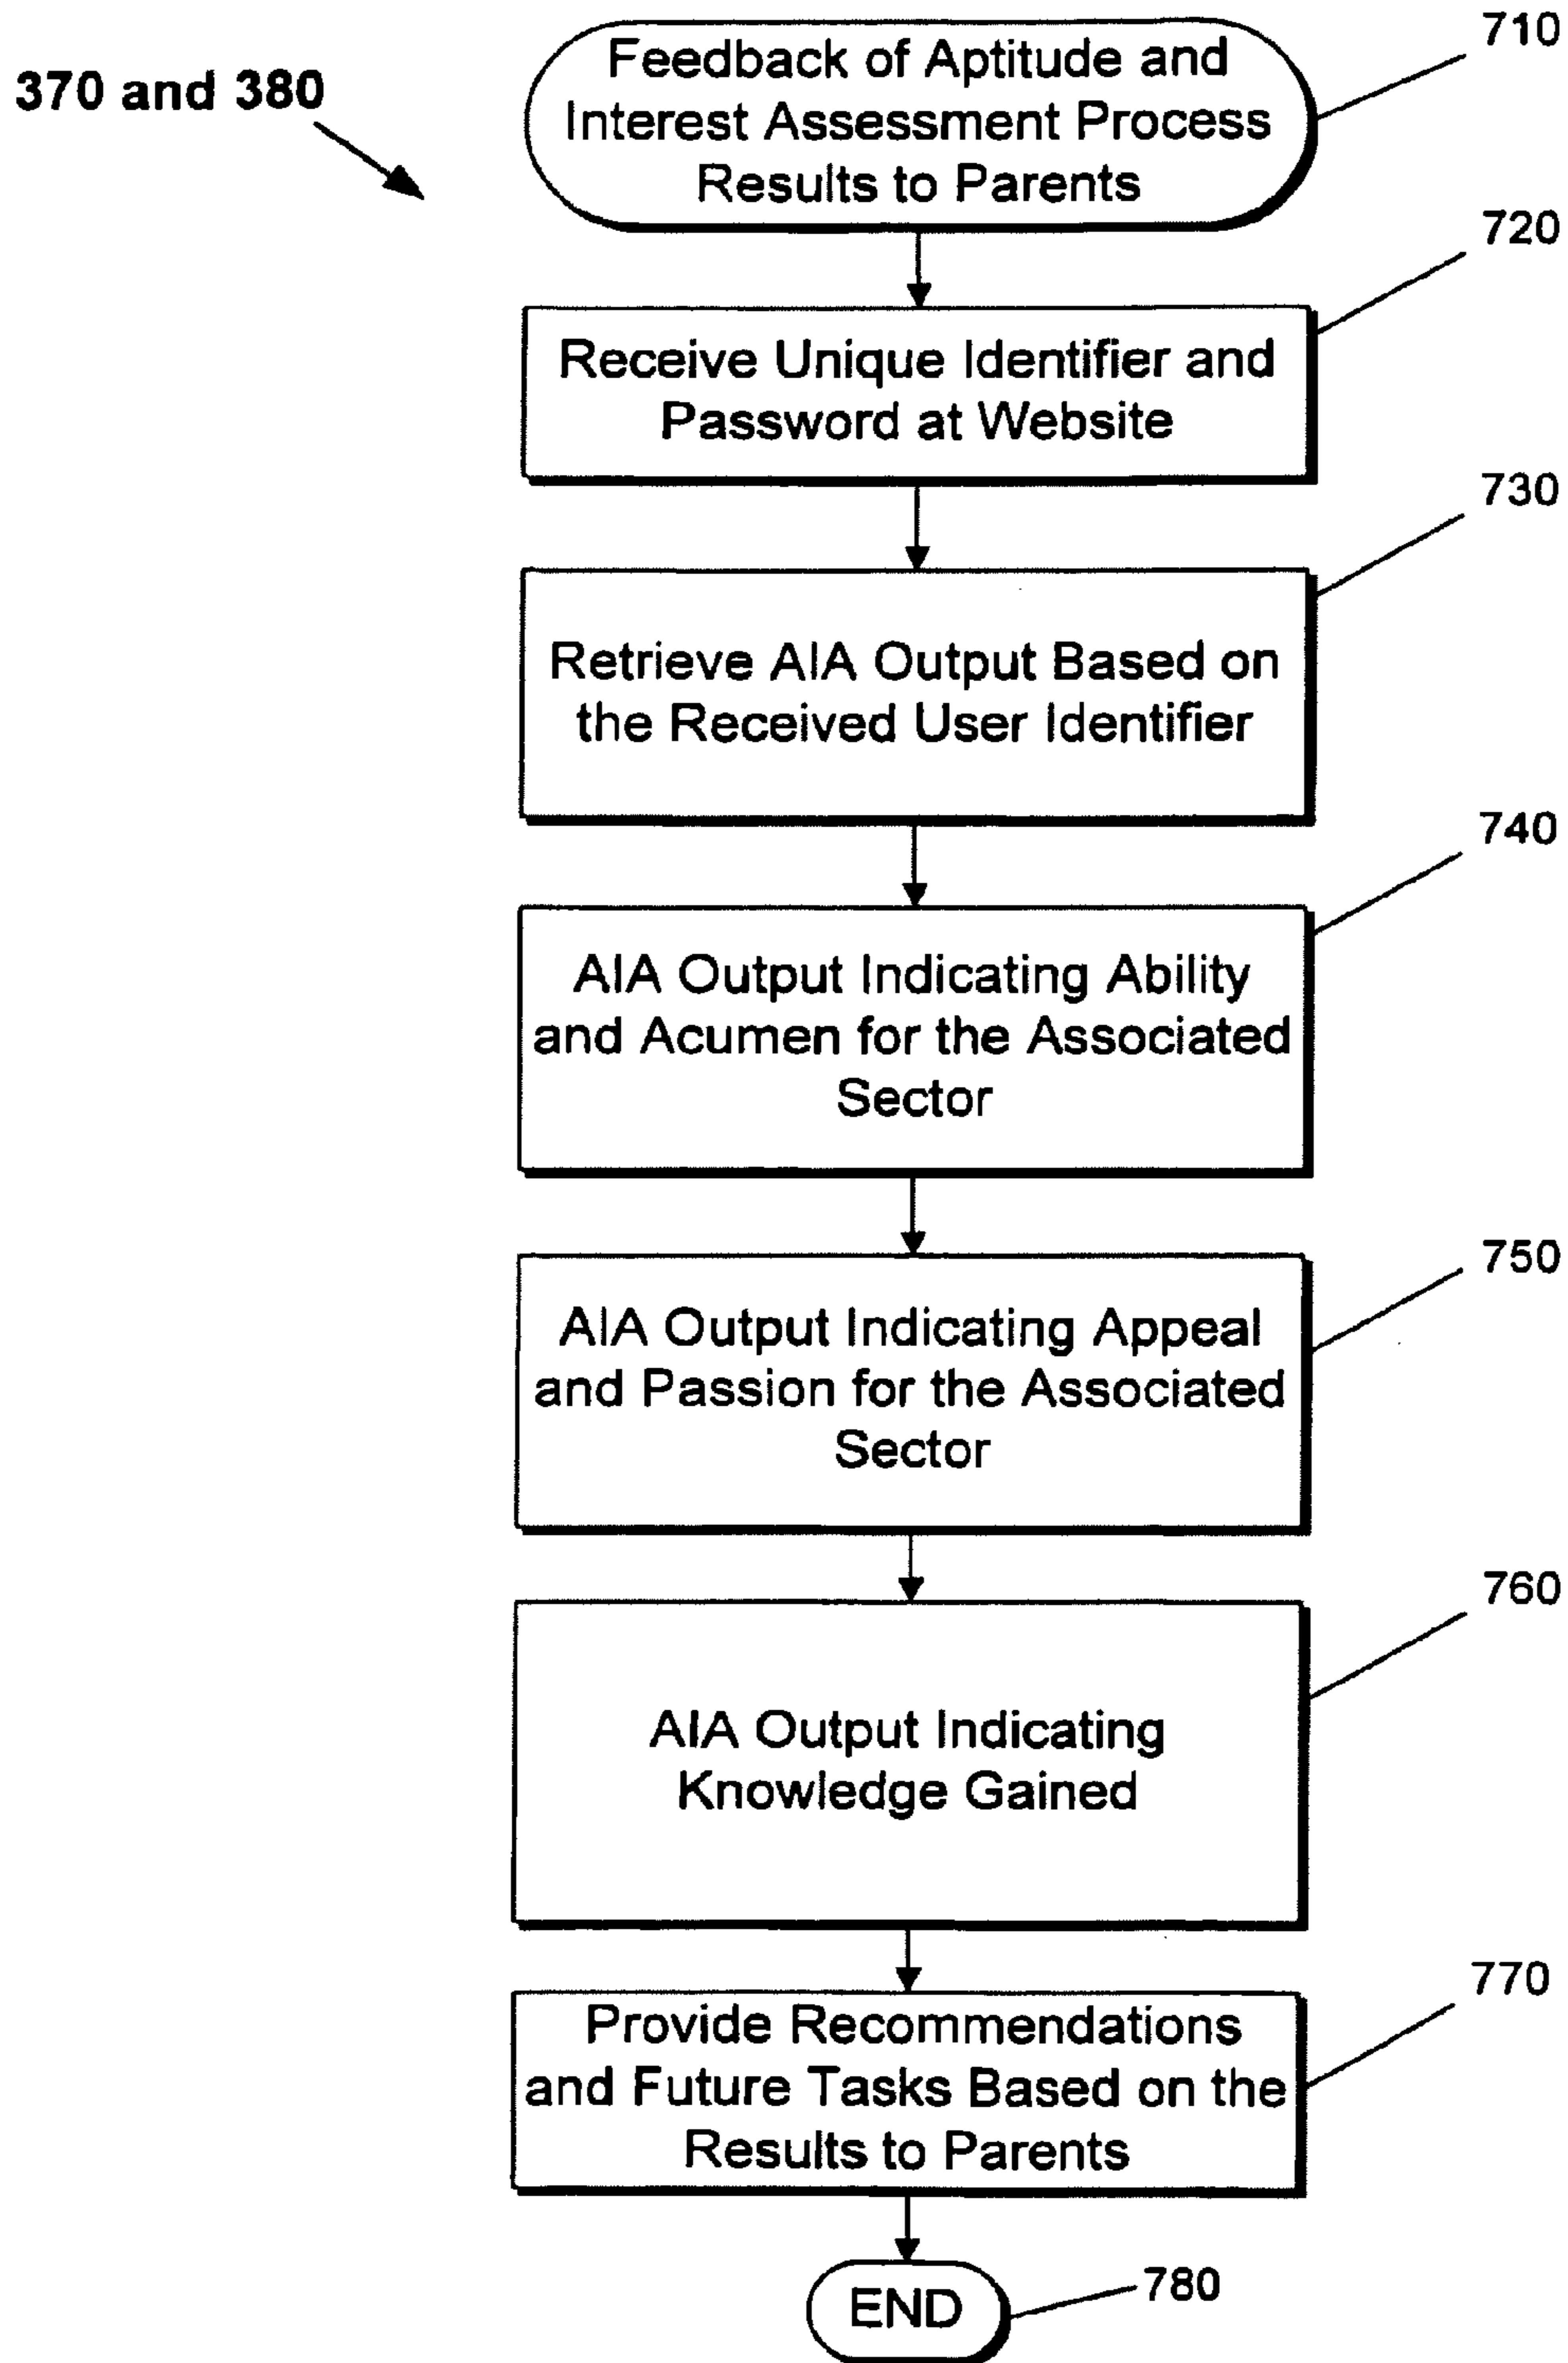 370 and 380
710
Feedback of Aptitude and
Interest Assessment Process
Results to Parents
720
Receive Unique Identifier and
Password at Website
730
Retrieve AIA Output Based on
the Received User Identifier
740
AIA Output Indicating Ability
and Acumen for the Associated
Sector
750
AIA Output Indicating Appeal
and Passion for the Associated
Sector
760
AIA Output Indicating
Knowledge Gained
770
Provide Recommendations
and Future Tasks Based on the
Results to Parents
END
780